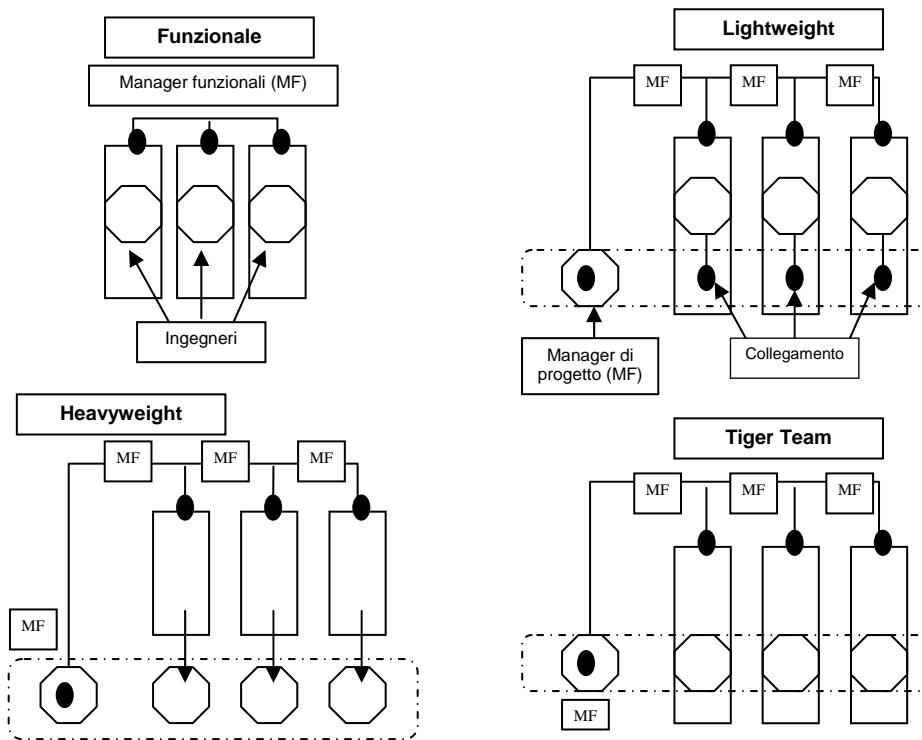 Funzionale
Manager funzionali (MF)
Ingegneri
Lightweight
MF
MF
MF
Manager di
progetto (MF)
Collegamento
Heavyweight
MF
MF
MF
MF
Tiger Team
MF
MF
MF
MF